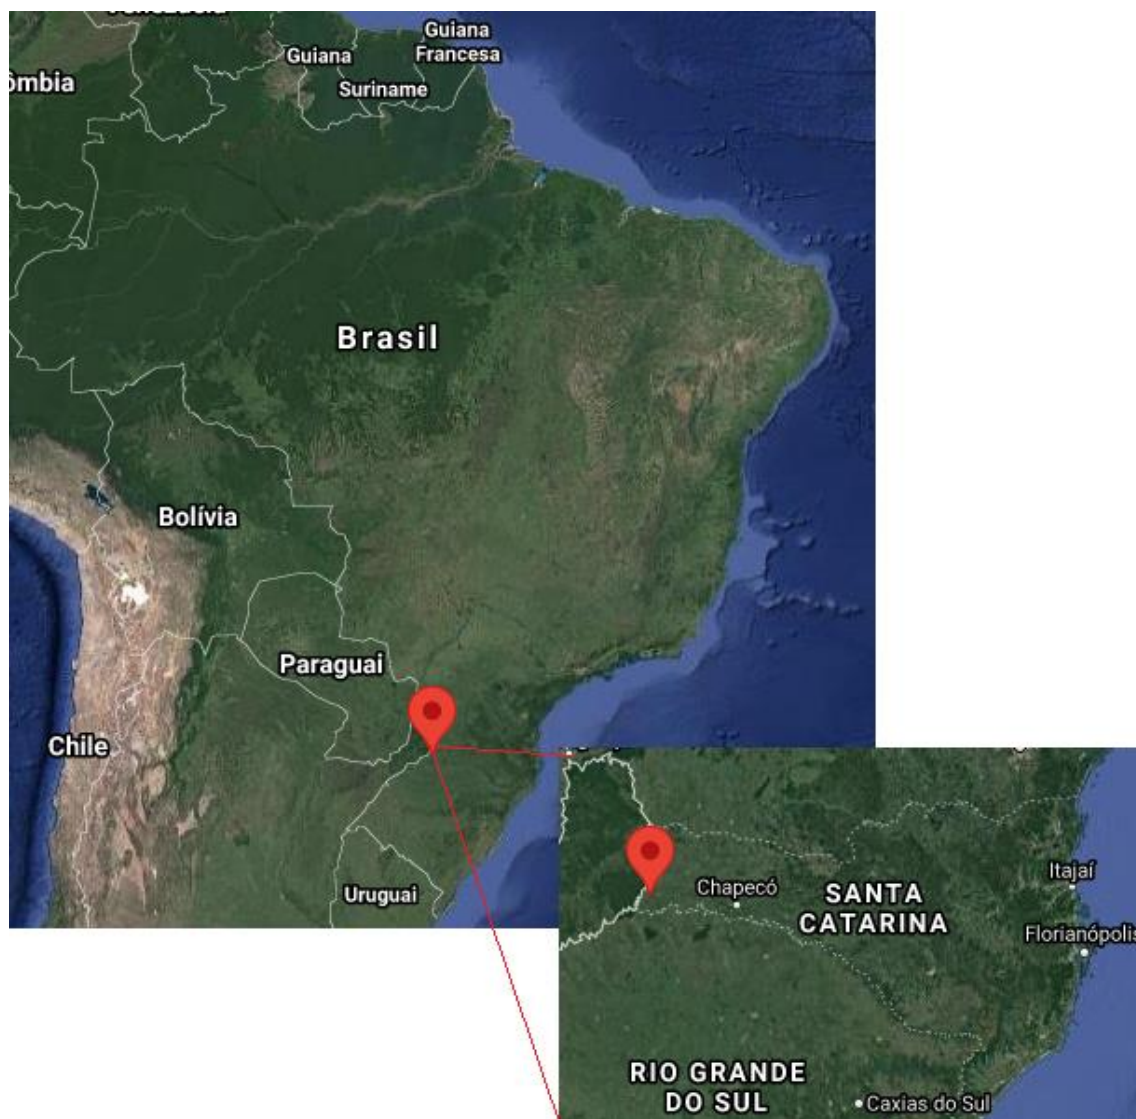 Venezuela
Guiana
Francesa
Guiana
Suriname
ômbia
Brasil
Bolívia
Paraguai
Chile
Uruguai
Itajaí
Chapecó
SANTA
CATARINA
Florianópolis
RIO GRANDE
DO SUL
Caxias do Sul